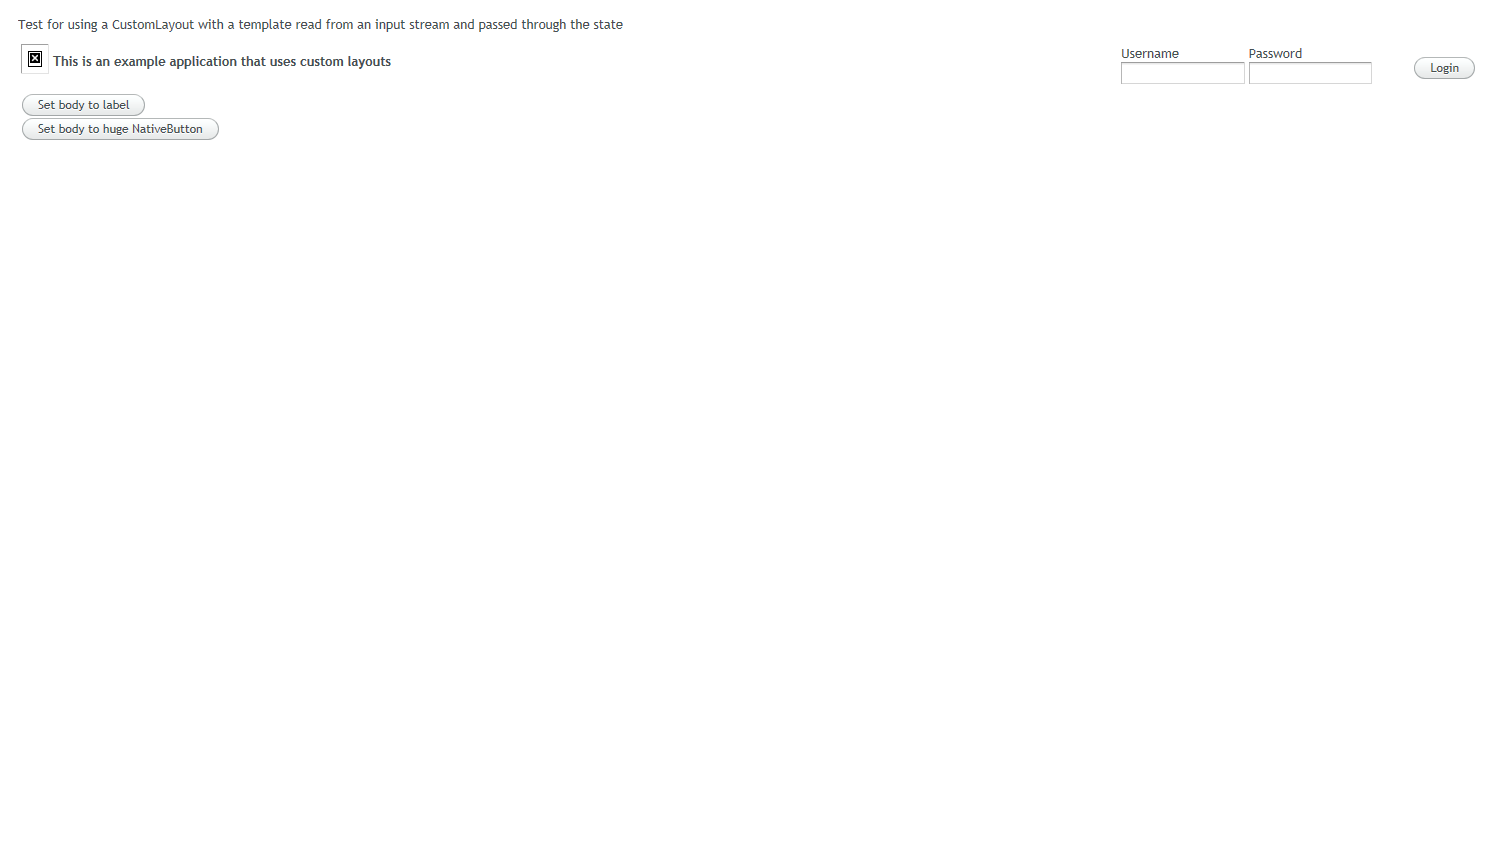 Test for using a CustomLayout with a template read from an input stream and passed through the state
This is an example application that uses custom layouts
Username
Password
Login
Set body to label
Set body to huge NativeButton